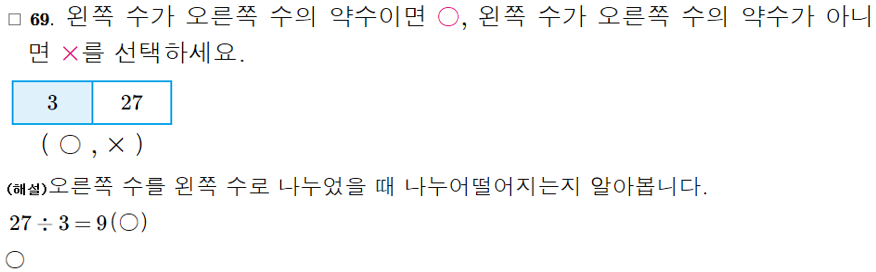 □ 69. 왼쪽 수가 오른쪽 수의 약수이면 ○, 왼쪽 수가 오른쪽 수의 약수가 아니
면 ×를 선택하세요.
3 27
( ○ , × )
(해설)오른쪽 수를 왼쪽 수로 나누었을 때 나누어떨어지는지 알아봅니다.
27 ÷ 3 = 9(○)
○